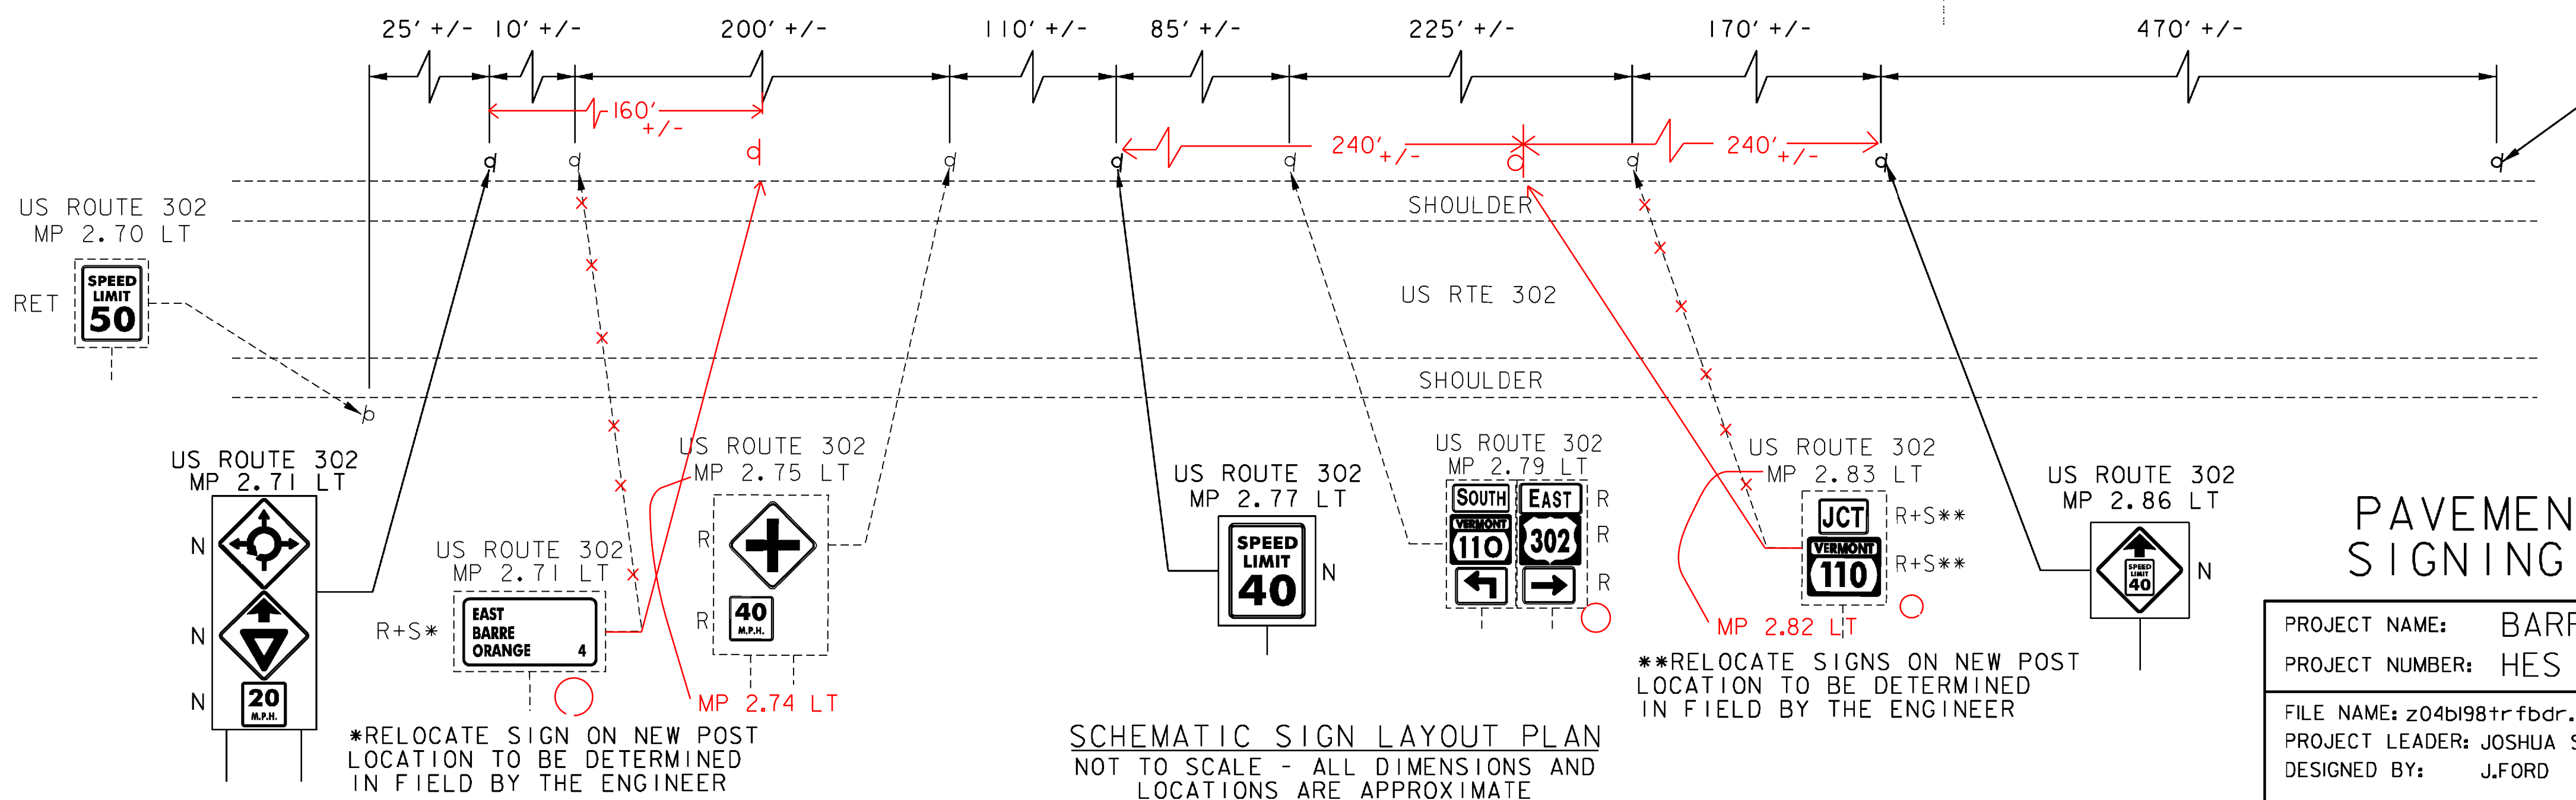 25' +/- 10' +/- 200' +/- 110' +/- 85' +/- 225' +/- 170' +/- 470' +/-
160'
+/-
240' +/-
240' +/-
d d d d d d d d d d
US ROUTE 302
MP 2.70 LT
RET
SPEED
LIMIT
50
SHOULDER
US RTE 302
SHOULDER
US ROUTE 302
MP 2.71 LT
N
N
N
20
M.P.H.
US ROUTE 302
MP 2.71 LT
R+S*
EAST
BARRE
ORANGE 4
*RELOCATE SIGN ON NEW POST
LOCATION TO BE DETERMINED
IN FIELD BY THE ENGINEER
US ROUTE 302
MP 2.75 LT
R
R
40
M.P.H.
MP 2.74 LT
US ROUTE 302
MP 2.77 LT
SPEED
LIMIT
40
N
SCHEMATIC SIGN LAYOUT PLAN
NOT TO SCALE - ALL DIMENSIONS AND
LOCATIONS ARE APPROXIMATE
US ROUTE 302
MP 2.79 LT
SOUTH EAST R
VERMONT
110 302 R
R
US ROUTE 302
MP 2.83 LT
JCT R+S**
VERMONT
110 R+S**
MP 2.82 LT
**RELOCATE SIGNS ON NEW POST
LOCATION TO BE DETERMINED
IN FIELD BY THE ENGINEER
US ROUTE 302
MP 2.86 LT
SPEED
LIMIT
40
N
PAVEMEN
SIGNING
PROJECT NAME: BARR
PROJECT NUMBER: HES
FILE NAME: z04b198trfbdr.
PROJECT LEADER: JOSHUA S
DESIGNED BY: J.FORD